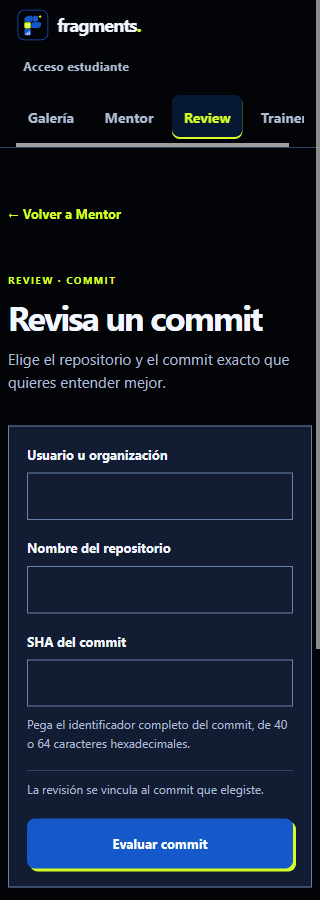 fragments.
Acceso estudiante
Galería Mentor Review Trainer
← Volver a Mentor
REVIEW · COMMIT
Revisa un commit
Elige el repositorio y el commit exacto que
quieres entender mejor.
Usuario u organización
Nombre del repositorio
SHA del commit
Pega el identificador completo del commit, de 40
o 64 caracteres hexadecimales.
La revisión se vincula al commit que elegiste.
Evaluar commit